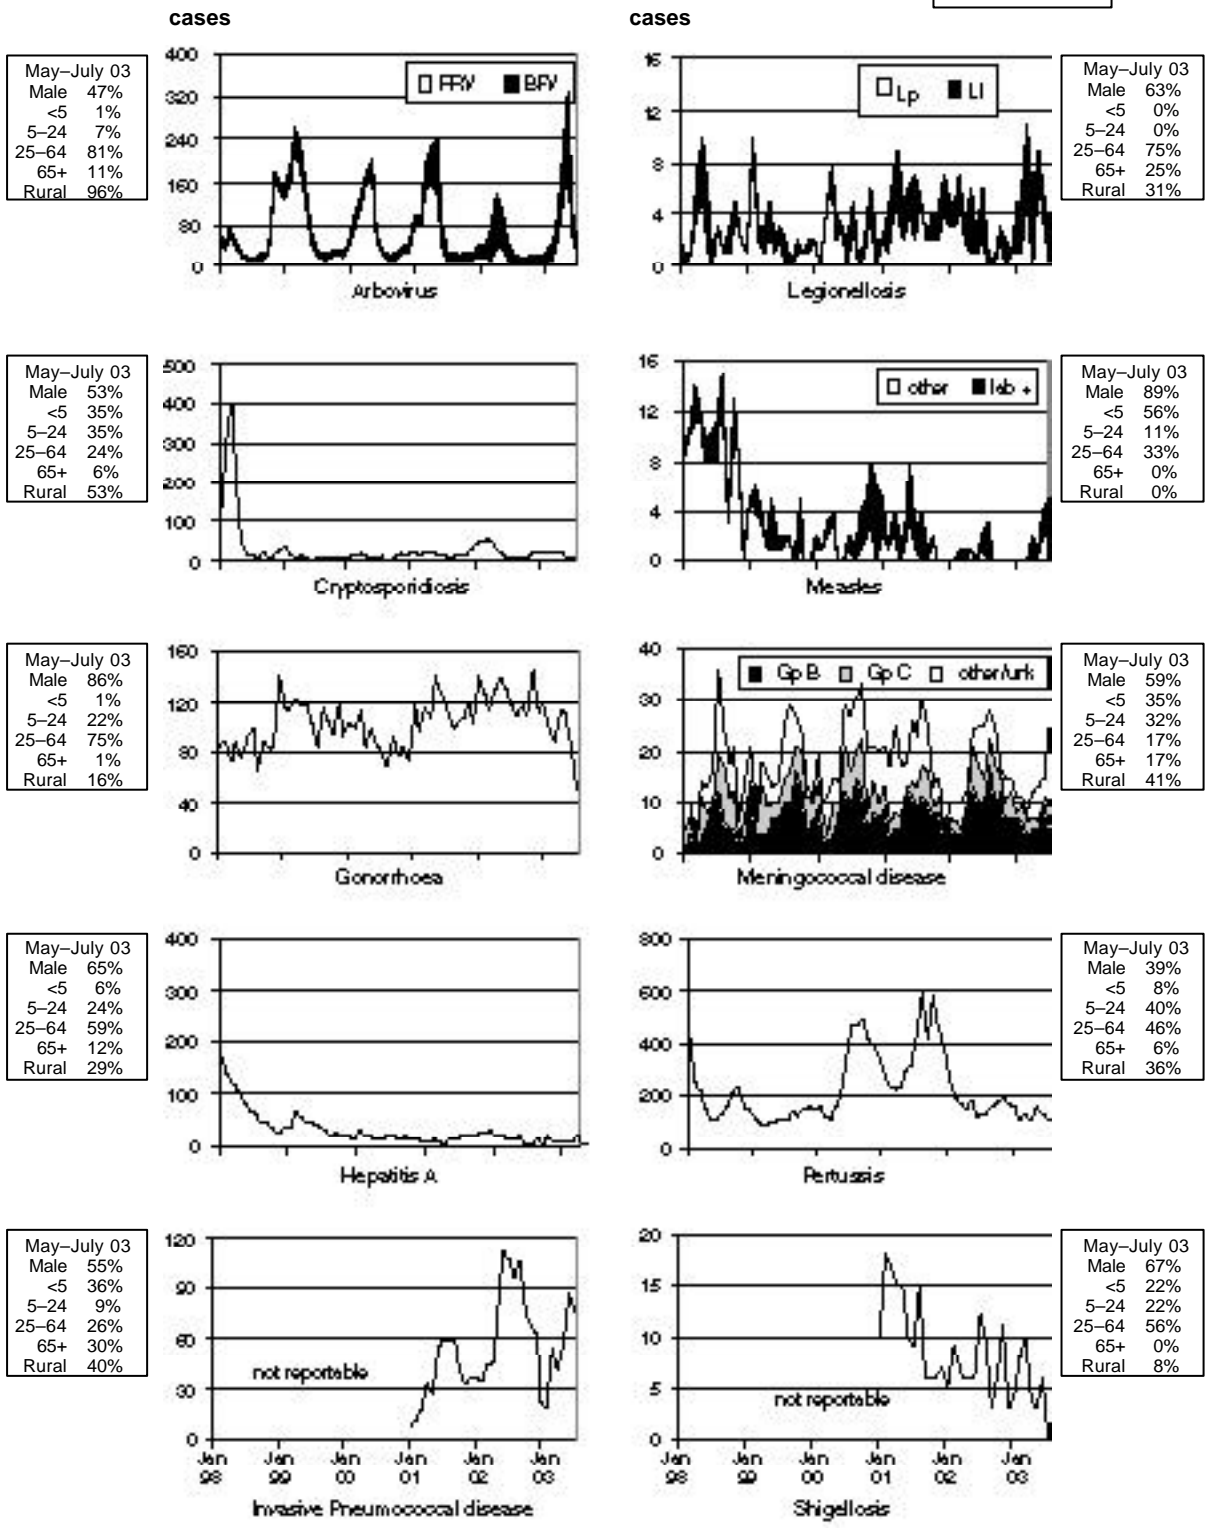 cases
cases
400
320
240
160
80
0
RRV BFV
Arbovirus
May–July 03
Male 47%
<5 1%
5–24 7%
25–64 81%
65+ 11%
Rural 96%
16
12
8
4
0
Lp Ll
Legionellosis
May–July 03
Male 63%
<5 0%
5–24 0%
25–64 75%
65+ 25%
Rural 31%
May–July 03
Male 53%
<5 35%
5–24 35%
25–64 24%
65+ 6%
Rural 53%
500
400
300
200
100
0
Cryptosporidiosis
16
12
8
4
0
other lab +
Measles
May–July 03
Male 89%
<5 56%
5–24 11%
25–64 33%
65+ 0%
Rural 0%
May–July 03
Male 86%
<5 1%
5–24 22%
25–64 75%
65+ 1%
Rural 16%
160
120
80
40
0
Gonorrhoea
40
30
20
10
0
Gp B Gp C other/unk
Meningococcal disease
May–July 03
Male 59%
<5 35%
5–24 32%
25–64 17%
65+ 17%
Rural 41%
May–July 03
Male 65%
<5 6%
5–24 24%
25–64 59%
65+ 12%
Rural 29%
400
300
200
100
0
Hepatitis A
800
600
400
200
0
Pertussis
May–July 03
Male 39%
<5 8%
5–24 40%
25–64 46%
65+ 6%
Rural 36%
May–July 03
Male 55%
<5 36%
5–24 9%
25–64 26%
65+ 30%
Rural 40%
120
90
60
30
0
not reportable
Jan Jan Jan Jan Jan Jan
98 99 00 01 02 03
Invasive Pneumococcal disease
20
15
10
5
0
not reportable
Jan Jan Jan Jan Jan Jan
98 99 00 01 02 03
Shigellosis
May–July 03
Male 67%
<5 22%
5–24 22%
25–64 56%
65+ 0%
Rural 8%